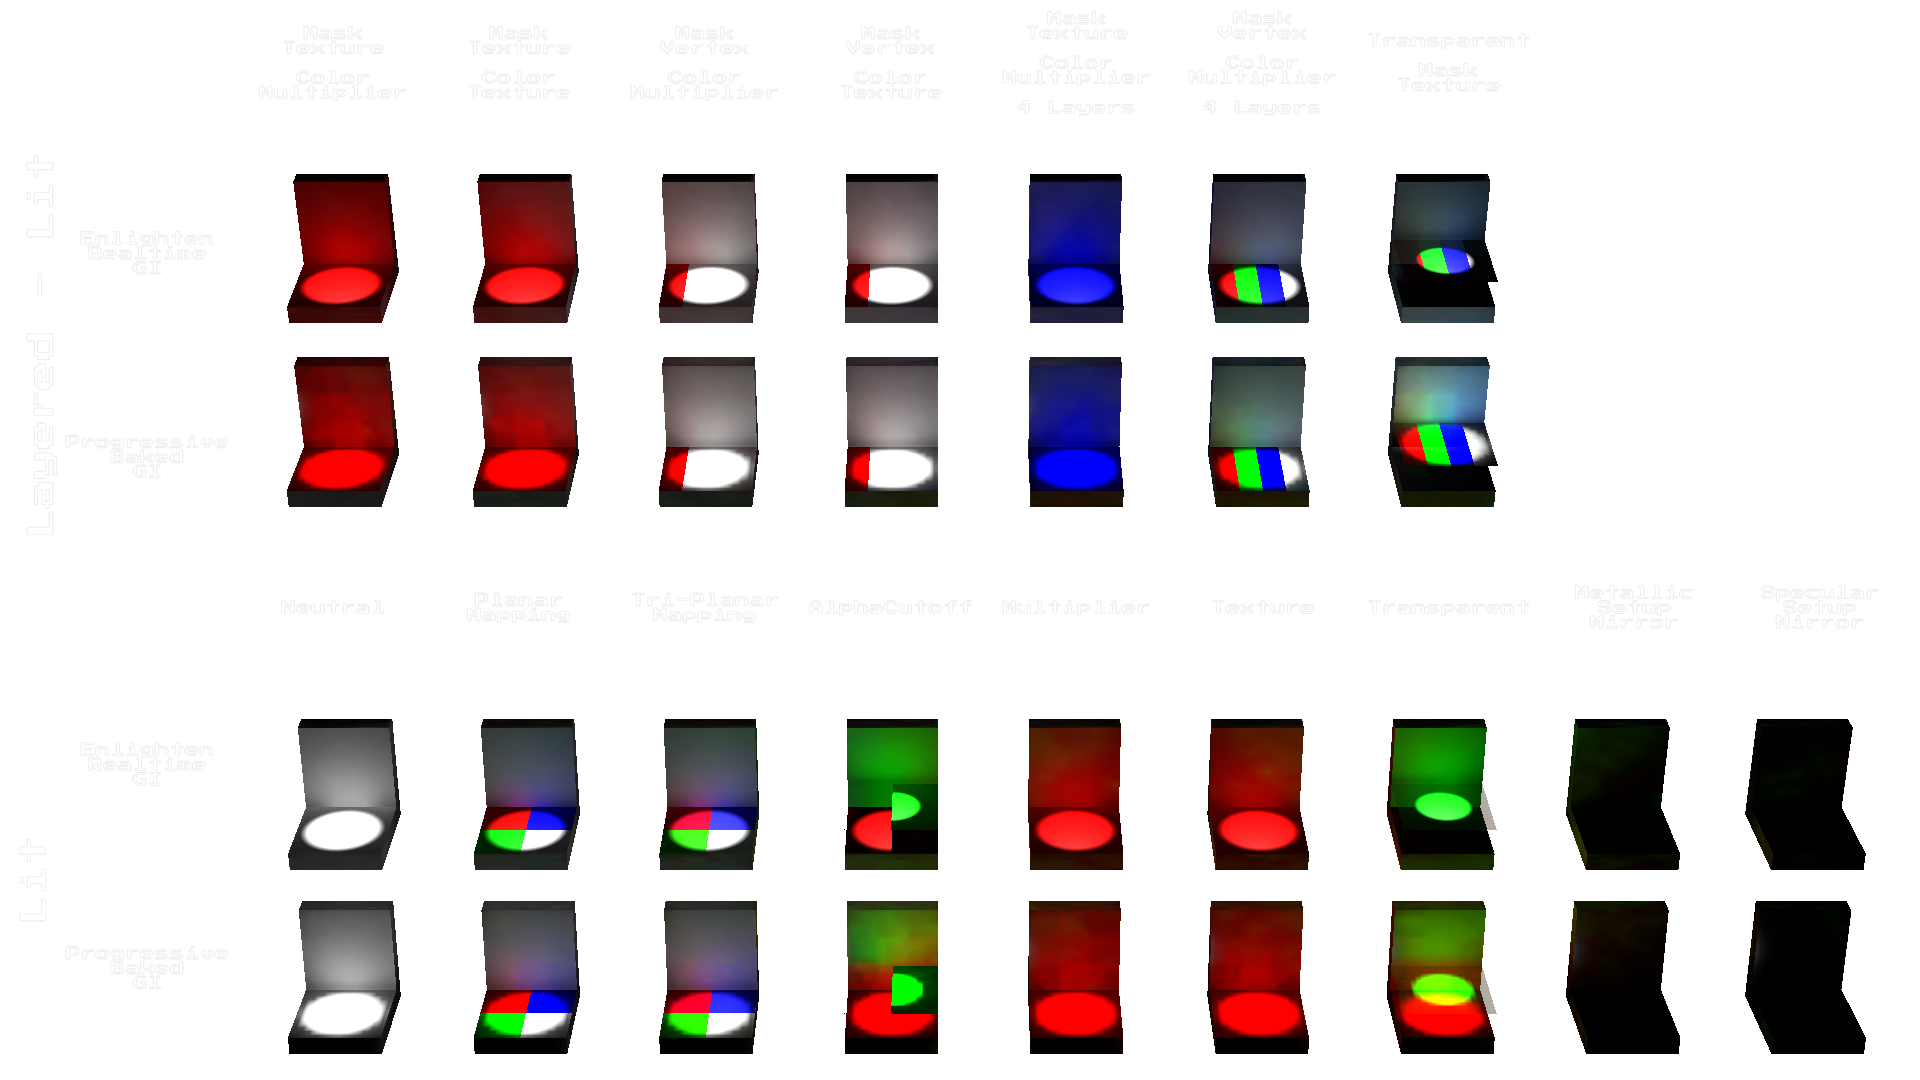 Mask
Texture
Color
Multiplier
Mask
Texture
Color
Texture
Mask
Vertex
Color
Multiplier
Mask
Vertex
Color
Texture
Mask
Texture
Color
Multiplier
4 Layers
Mask
Vertex
Color
Multiplier
4 Layers
Transparent
Mask
Texture
Layered - Lit
Enlighten
Realtime
GI
Progressive
Baked
GI
Neutral
Planar
Mapping
Tri-Planar
Mapping
AlphaCutoff
Multiplier
Texture
Transparent
Metallic
Setup
Mirror
Specular
Setup
Mirror
Lit
Enlighten
Realtime
GI
Progressive
Baked
GI